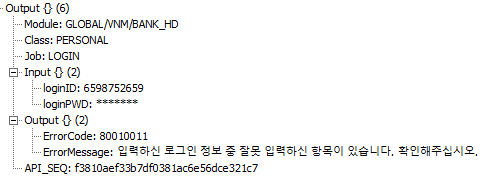 Output {} (6)
Module: GLOBAL/VNM/BANK_HD
Class: PERSONAL
Job: LOGIN
Input {} (2)
loginID: 6598752659
loginPWD: *******
Output {} (2)
ErrorCode: 80010011
ErrorMessage: 입력하신 로그인 정보 중 잘못 입력하신 항목이 있습니다. 확인해주십시오.
API_SEQ: f3810aef33b7df0381ac6e56dce321c7